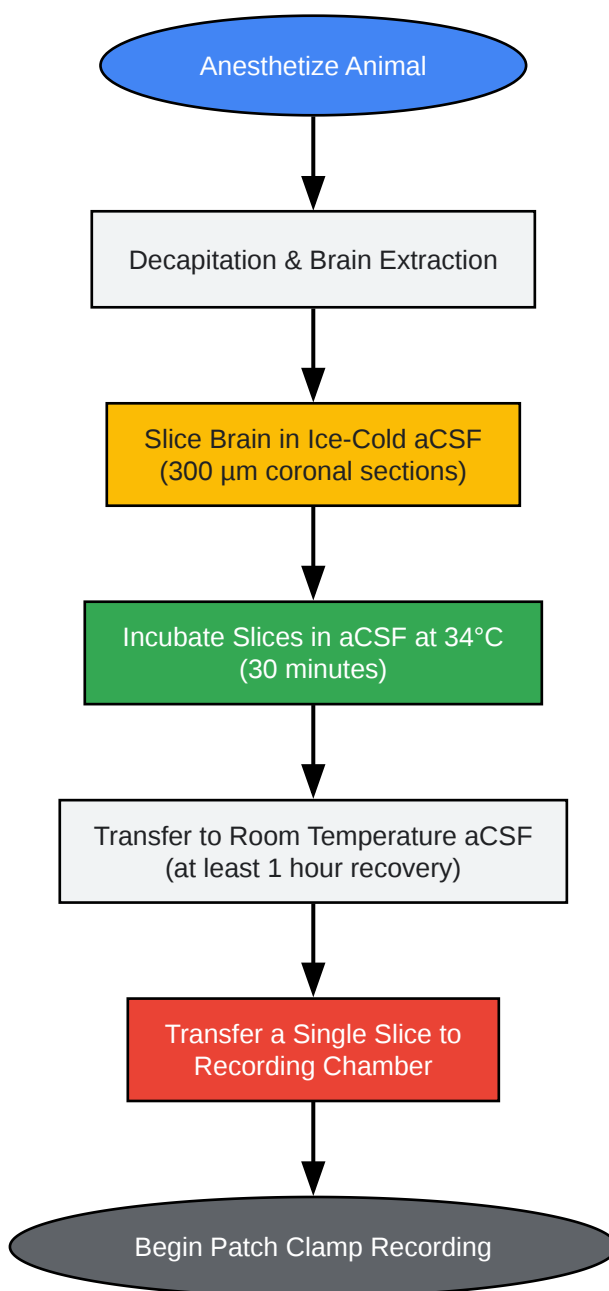 Anesthetize Animal
Decapitation & Brain Extraction
Slice Brain in Ice-Cold aCSF
(300 µm coronal sections)
Incubate Slices in aCSF at 34°C
(30 minutes)
Transfer to Room Temperature aCSF
(at least 1 hour recovery)
Transfer a Single Slice to
Recording Chamber
Begin Patch Clamp Recording